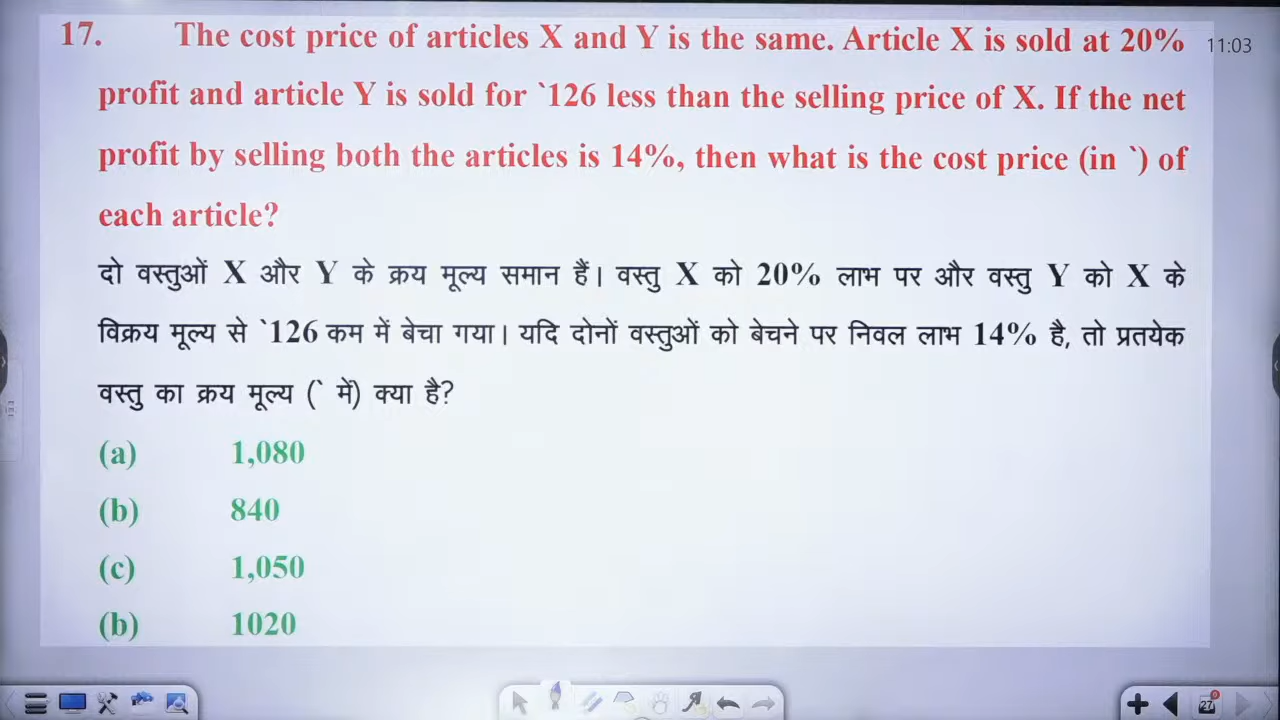 17. The cost price of articles X and Y is the same. Article X is sold at 20%
11:03
profit and article Y is sold for `126 less than the selling price of X. If the net
profit by selling both the articles is 14%, then what is the cost price (in `) of
each article?
दो वस्तुओं X और Y के क्रय मूल्य समान हैं। वस्तु X को 20% लाभ पर और वस्तु Y को X के
विक्रय मूल्य से `126 कम में बेचा गया। यदि दोनों वस्तुओं को बेचने पर निवल लाभ 14% है, तो प्रतयेक
वस्तु का क्रय मूल्य (` में) क्या है?
(a) 1,080
(b) 840
(c) 1,050
(b) 1020
27